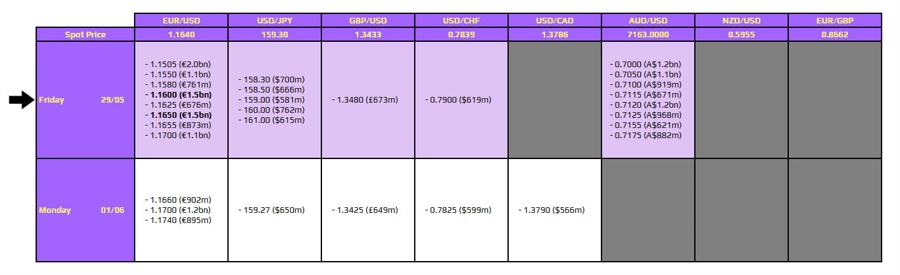 EUR/USD USD/JPY GBP/USD USD/CHF USD/CAD AUD/USD NZD/USD EUR/GBP
Spot Price 1.1640 159.30 1.3433 0.7839 1.3786 7163.0000 0.5955 0.8662
Friday 29/05
- 1.1505 (€2.0bn)
- 1.1550 (€1.1bn)
- 1.1580 (€761m)
- 1.1600 (€1.5bn)
- 1.1625 (€676m)
- 1.1650 (€1.5bn)
- 1.1655 (€873m)
- 1.1700 (€1.1bn)
- 158.30 ($700m)
- 158.50 ($666m)
- 159.00 ($581m)
- 160.00 ($762m)
- 161.00 ($615m)
- 1.3480 (£673m)
- 0.7900 ($619m)
- 0.7000 (A$1.2bn)
- 0.7050 (A$1.1bn)
- 0.7100 (A$919m)
- 0.7115 (A$671m)
- 0.7120 (A$1.2bn)
- 0.7125 (A$968m)
- 0.7155 (A$621m)
- 0.7175 (A$882m)
Monday 01/06
- 1.1660 (€902m)
- 1.1700 (€1.2bn)
- 1.1740 (€895m)
- 159.27 ($650m)
- 1.3425 (£649m)
- 0.7825 ($599m)
- 1.3790 ($566m)